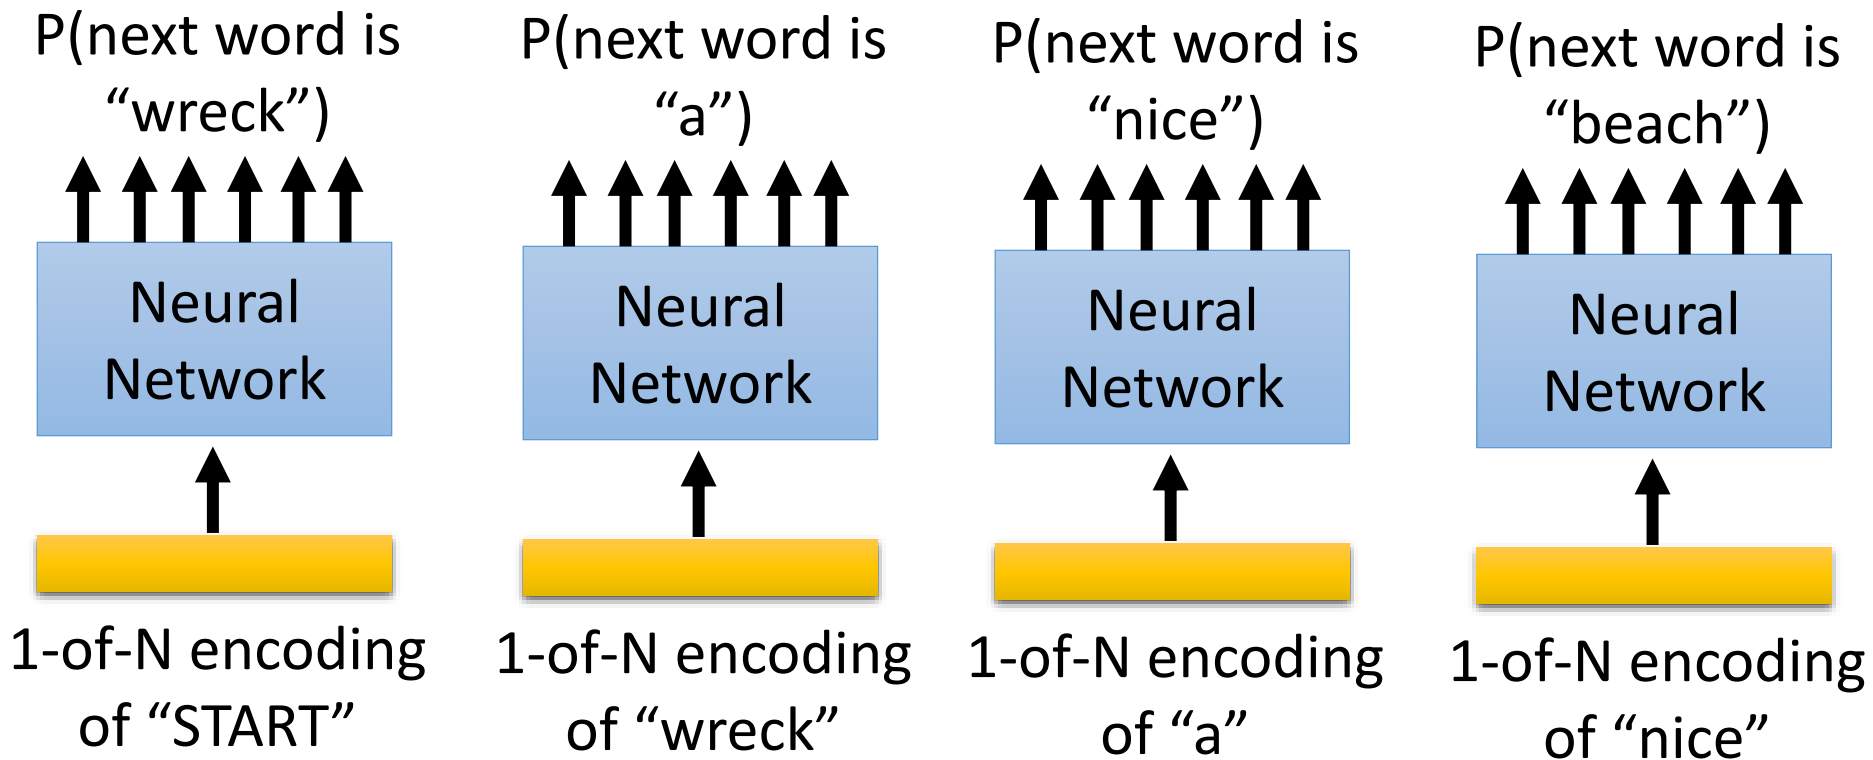 P(next word is
“wreck”)
P(next word is
“a”)
P(next word is
“nice”)
P(next word is
“beach”)
Neural
Network
Neural
Network
Neural
Network
Neural
Network
1-of-N encoding
of “START”
1-of-N encoding
of “wreck”
1-of-N encoding
of “a”
1-of-N encoding
of “nice”